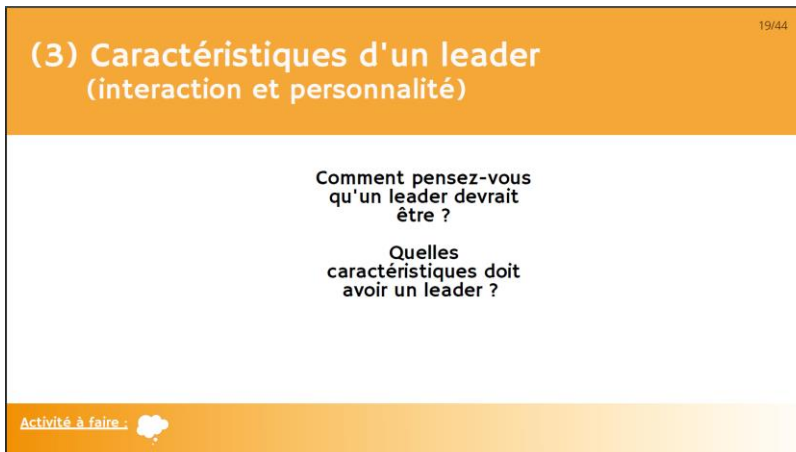 19/44
(3) Caractéristiques d'un leader
(interaction et personnalité)
Comment pensez-vous
qu'un leader devrait
être ?
Quelles
caractéristiques doit
avoir un leader ?
Activité à faire :